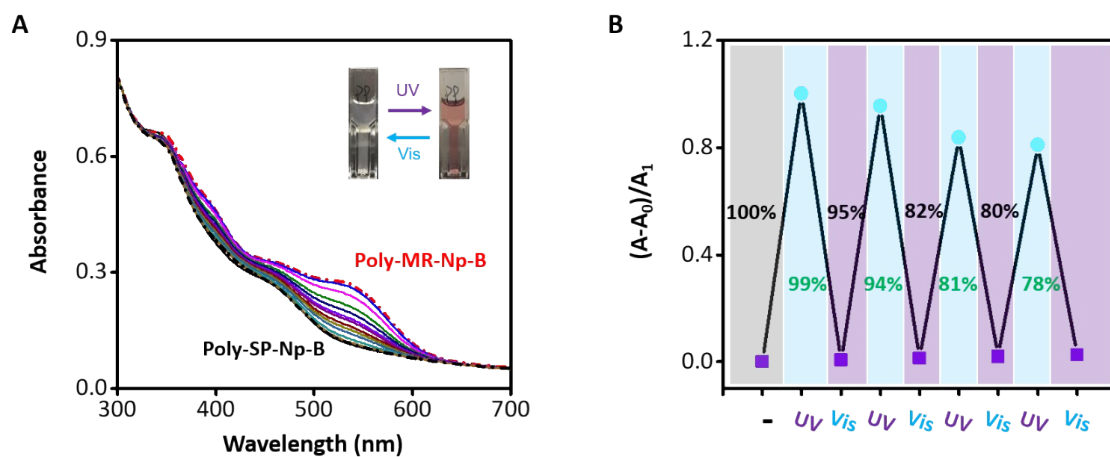 A
B
0.9
0.6
0.3
0.0
Absorbance
UV
Vis
Poly-MR-Np-B
Poly-SP-Np-B
300 400 500 600 700
Wavelength (nm)
1.2
0.8
0.4
0.0
(A-A₀)/A₁
100% 95% 82% 80%
99% 94% 81% 78%
- UV Vis UV Vis UV Vis UV Vis